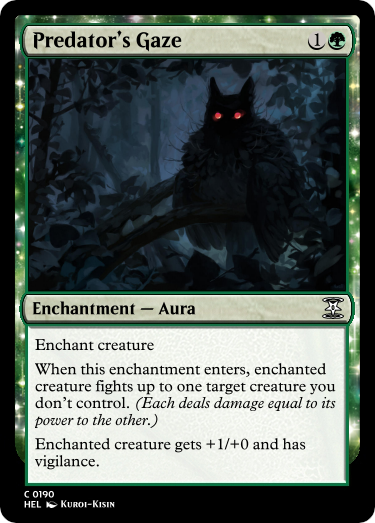 Predator's Gaze 1
Enchantment — Aura
Enchant creature
When this enchantment enters, enchanted
creature fights up to one target creature you
don't control. (Each deals damage equal to its
power to the other.)
Enchanted creature gets +1/+0 and has
vigilance.
C 0190
HEL Kuroi-Kisin